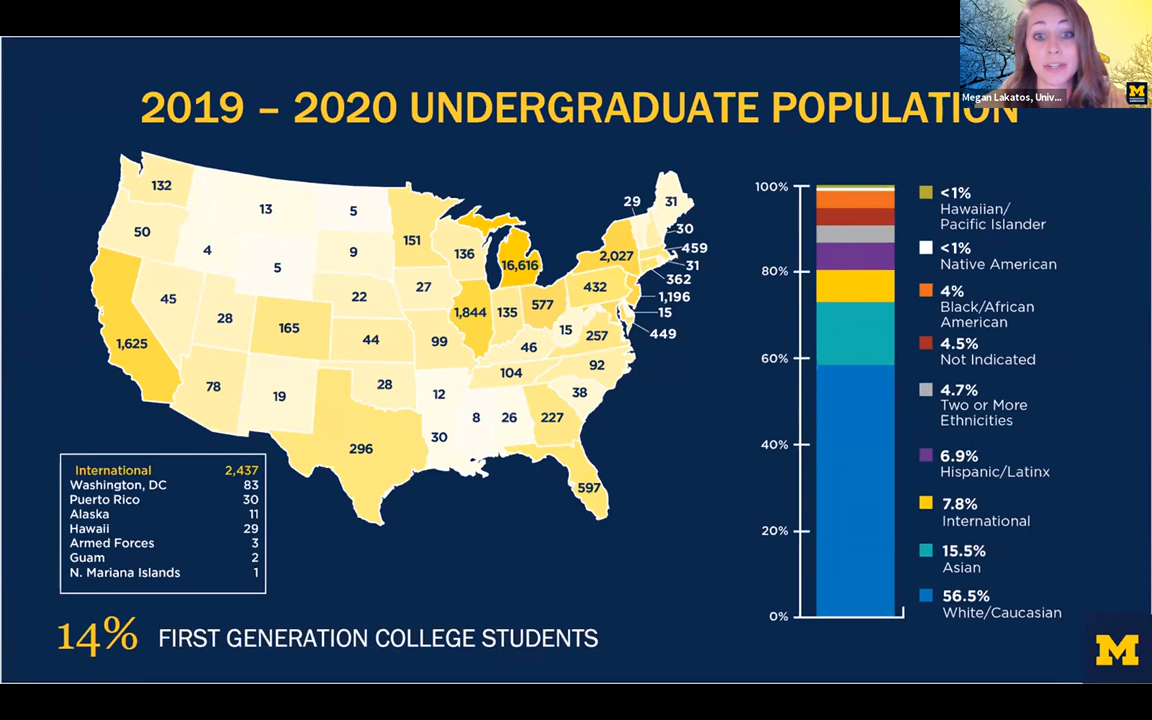 Megan Lakatos, Univ...
M
2019 – 2020 UNDERGRADUATE POPULATION
132
13
5
151
50
4
5
9
136
16,616
29
31
30
2,027
459
31
362
432
1,196
15
449
45
28
22
27
1,844
135
577
15
257
1,625
165
44
99
46
104
92
78
19
28
12
38
296
30
8
26
227
597
International 2,437
Washington, DC 83
Puerto Rico 30
Alaska 11
Hawaii 29
Armed Forces 3
Guam 2
N. Mariana Islands 1
100%
80%
60%
40%
20%
0%
<1%
Hawaiian/
Pacific Islander
<1%
Native American
4%
Black/African
American
4.5%
Not Indicated
4.7%
Two or More
Ethnicities
6.9%
Hispanic/Latinx
7.8%
International
15.5%
Asian
56.5%
White/Caucasian
14% FIRST GENERATION COLLEGE STUDENTS
M